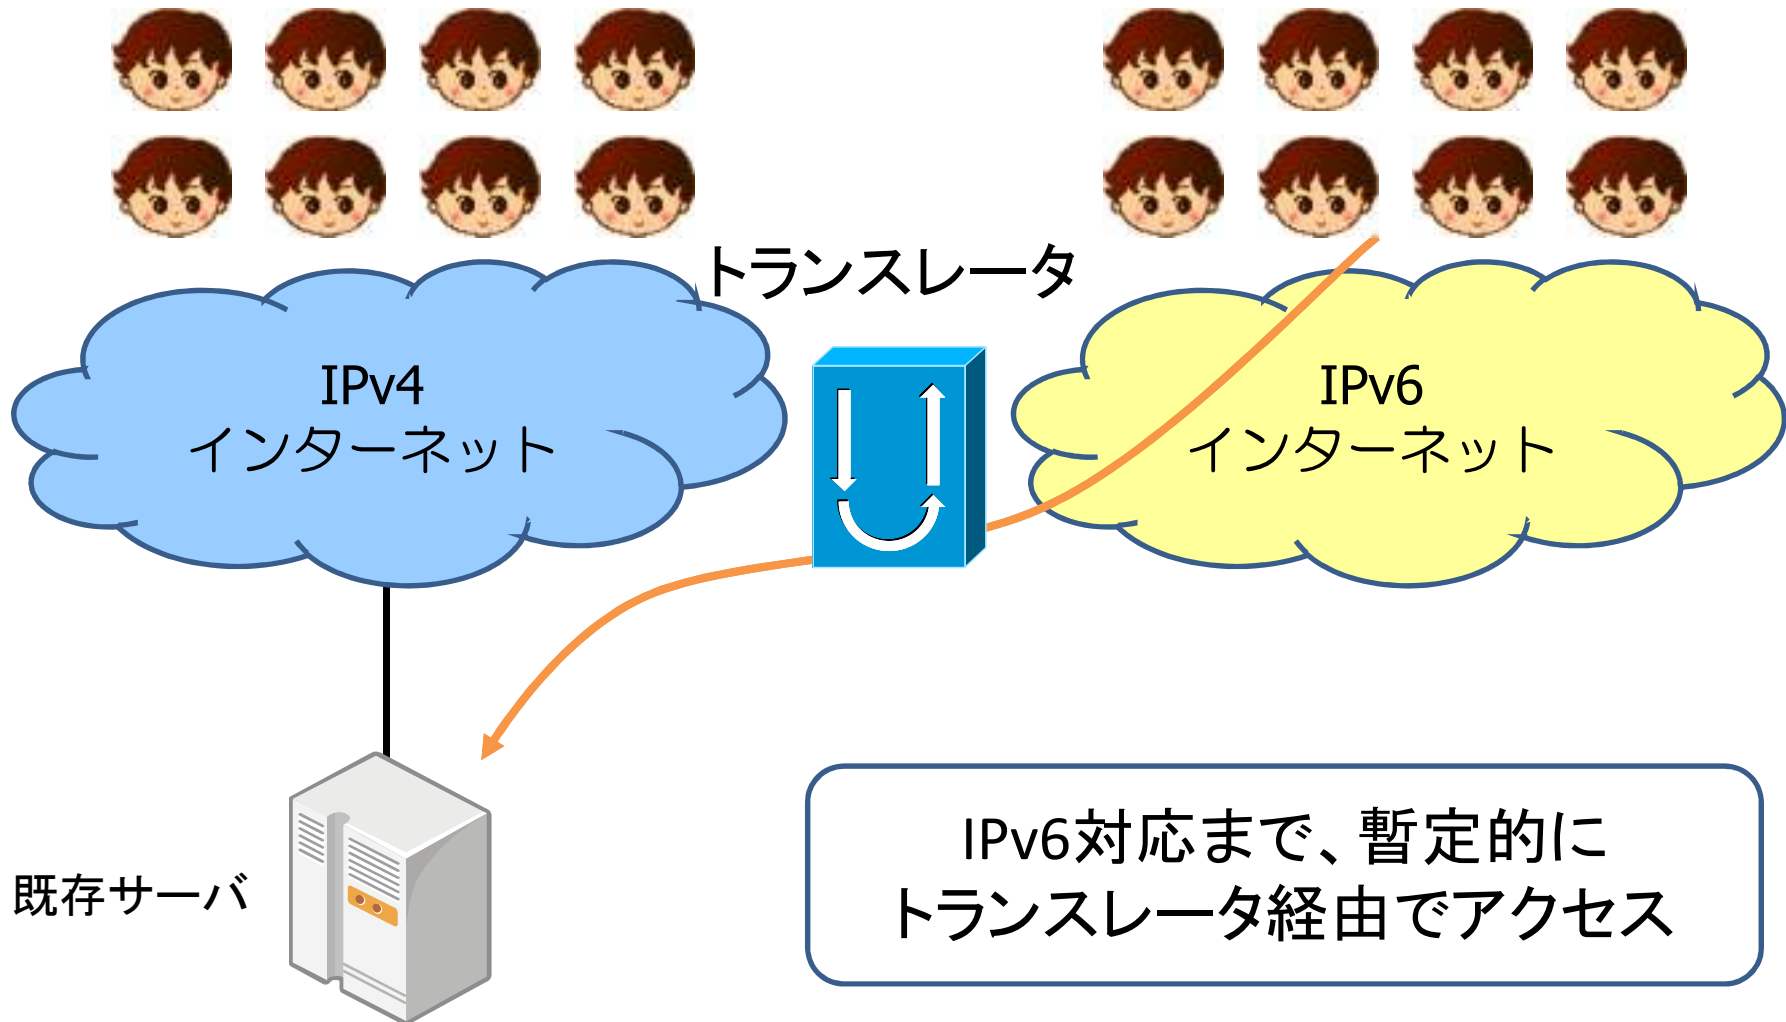 トランスレータ
IPv4
インターネット
IPv6
インターネット
既存サーバ
IPv6対応まで、暫定的に
トランスレータ経由でアクセス